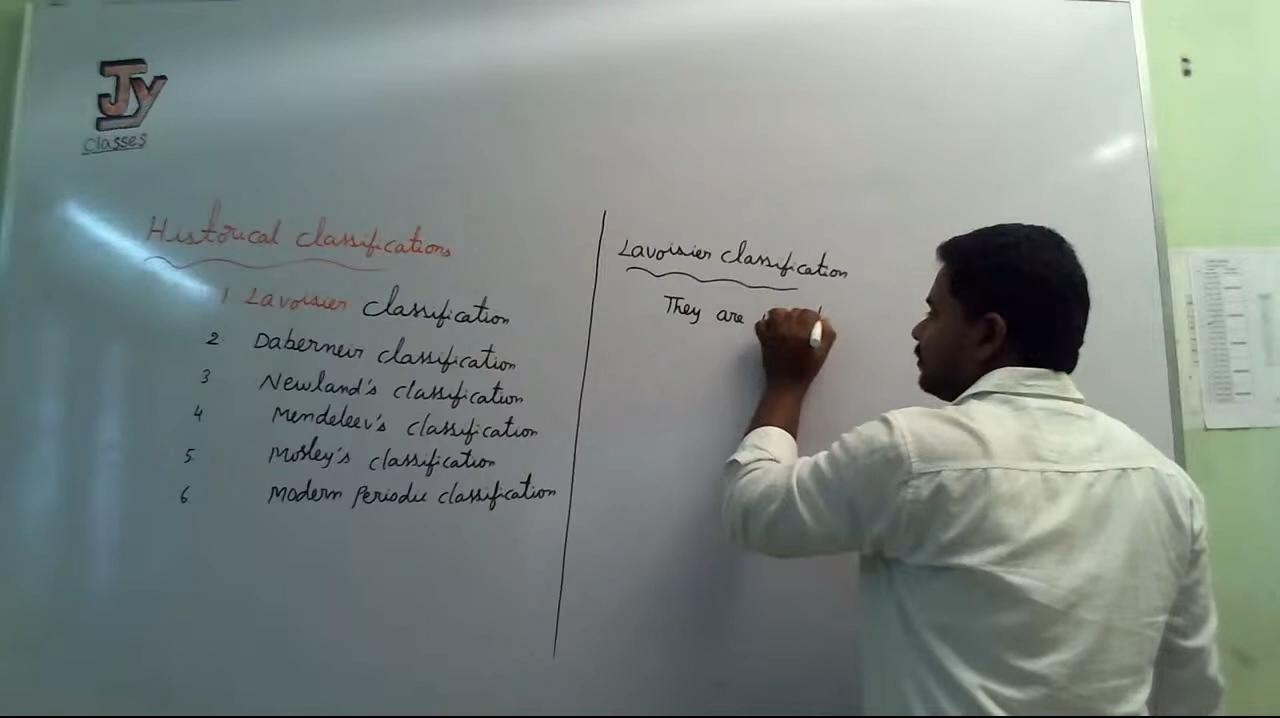 Jy
Classes
Historical classifications
1 Lavoisier classification
2 Daberneir classification
3 Newland's classification
4 Mendeleev's classification
5 Mosley's classification
6 Modern Periodic classification
Lavoisier classification
They are